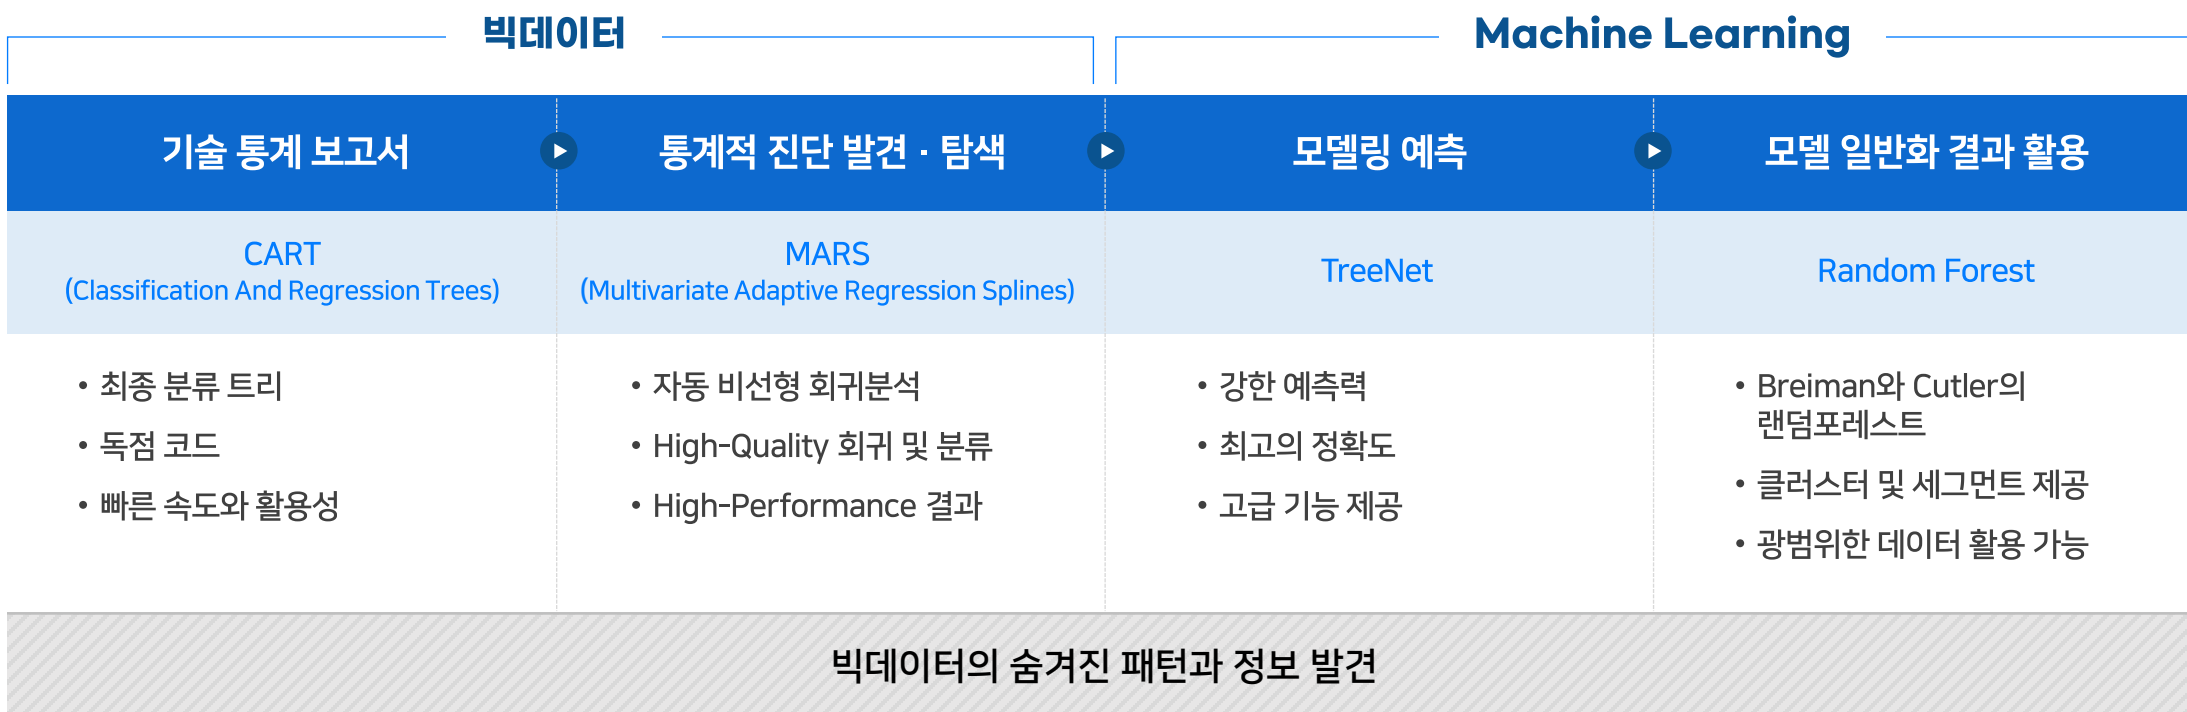 빅데이터
Machine Learning
기술 통계 보고서
통계적 진단 발견 · 탐색
모델링 예측
모델 일반화 결과 활용
CART
(Classification And Regression Trees)
MARS
(Multivariate Adaptive Regression Splines)
TreeNet
Random Forest
• 최종 분류 트리
• 독점 코드
• 빠른 속도와 활용성
• 자동 비선형 회귀분석
• High-Quality 회귀 및 분류
• High-Performance 결과
• 강한 예측력
• 최고의 정확도
• 고급 기능 제공
• Breiman와 Cutler의
랜덤포레스트
• 클러스터 및 세그먼트 제공
• 광범위한 데이터 활용 가능
빅데이터의 숨겨진 패턴과 정보 발견